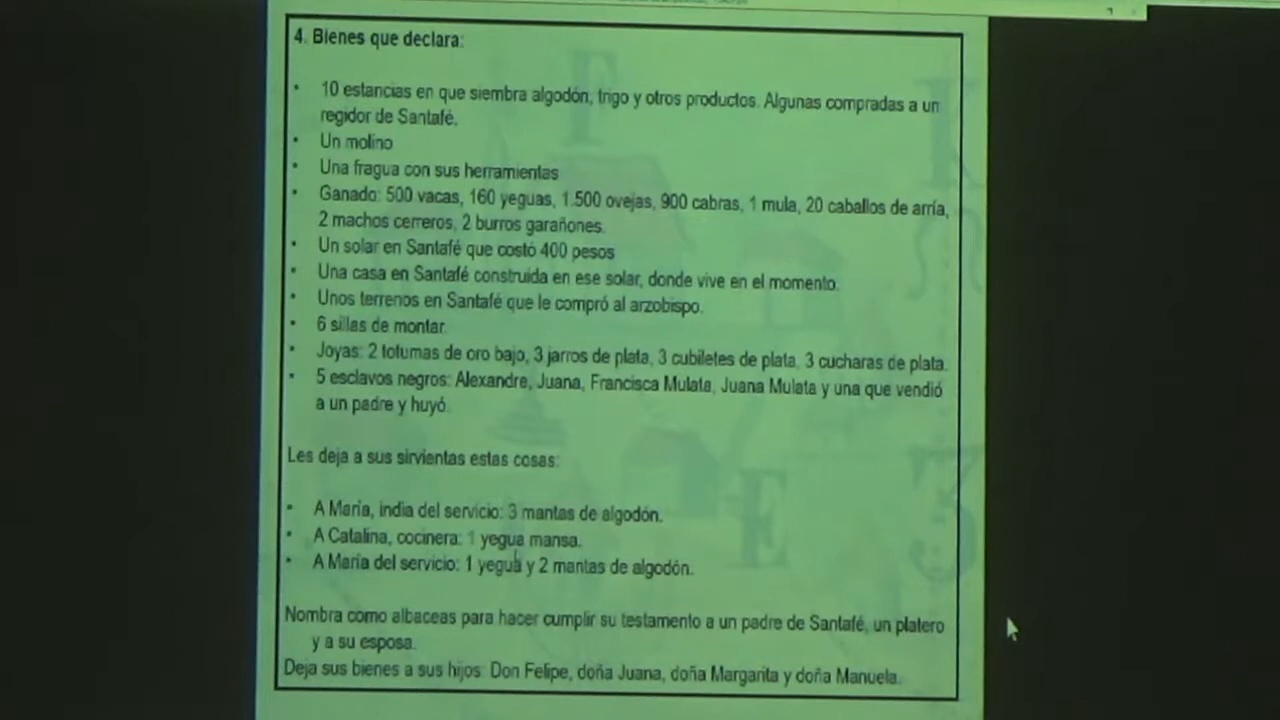 4. Bienes que declara:
• 10 estancias en que siembra algodón, trigo y otros productos. Algunas compradas a un
regidor de Santafé.
• Un molino
• Una fragua con sus herramientas
• Ganado: 500 vacas, 160 yeguas, 1.500 ovejas, 900 cabras, 1 mula, 20 caballos de arría,
2 machos cerreros, 2 burros garañones.
• Un solar en Santafé que costó 400 pesos
• Una casa en Santafé construida en ese solar, donde vive en el momento.
• Unos terrenos en Santafé que le compró al arzobispo.
• 6 sillas de montar.
• Joyas: 2 totumas de oro bajo, 3 jarros de plata, 3 cubiletes de plata, 3 cucharas de plata.
• 5 esclavos negros: Alexandre, Juana, Francisca Mulata, Juana Mulata y una que vendió
a un padre y huyó.
Les deja a sus sirvientas estas cosas:
• A María, india del servicio: 3 mantas de algodón.
• A Catalina, cocinera: 1 yegua mansa.
• A María del servicio: 1 yegua y 2 mantas de algodón.
Nombra como albaceas para hacer cumplir su testamento a un padre de Santafé, un platero
y a su esposa.
Deja sus bienes a sus hijos: Don Felipe, doña Juana, doña Margarita y doña Manuela.